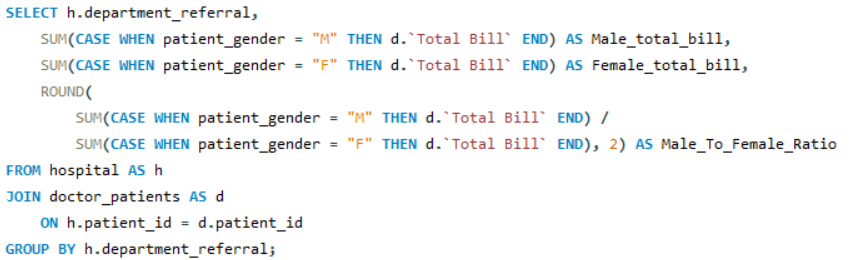 SELECT h.department_referral,
    SUM(CASE WHEN patient_gender = "M" THEN d.`Total Bill` END) AS Male_total_bill,
    SUM(CASE WHEN patient_gender = "F" THEN d.`Total Bill` END) AS Female_total_bill,
    ROUND(
        SUM(CASE WHEN patient_gender = "M" THEN d.`Total Bill` END) /
        SUM(CASE WHEN patient_gender = "F" THEN d.`Total Bill` END), 2) AS Male_To_Female_Ratio
FROM hospital AS h
JOIN doctor_patients AS d
    ON h.patient_id = d.patient_id
GROUP BY h.department_referral;